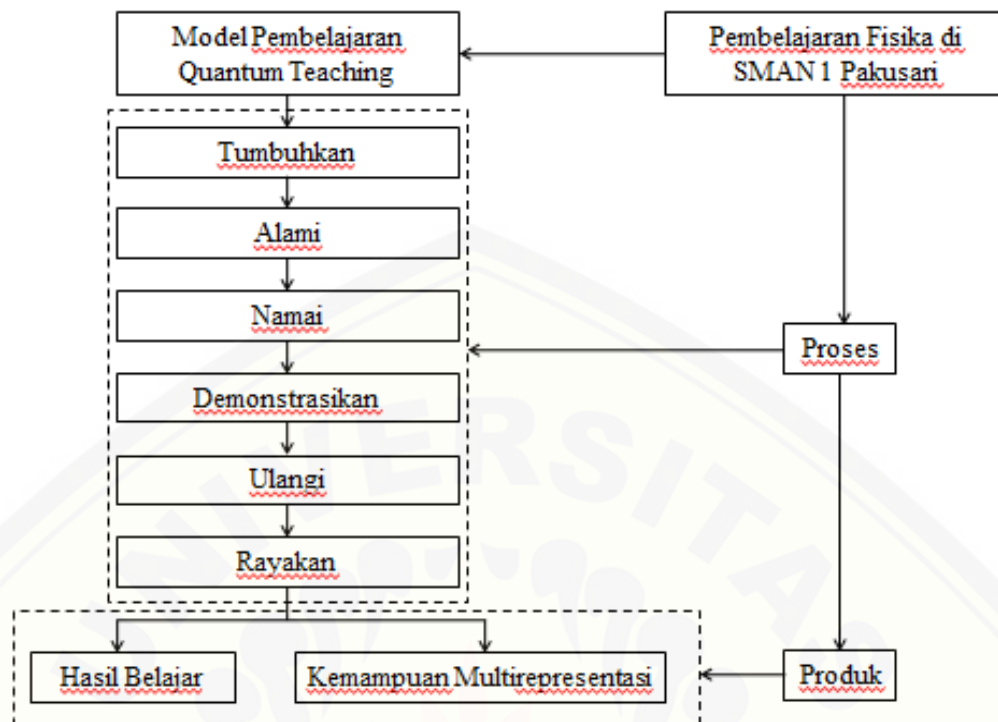 Model Pembelajaran
Quantum Teaching
Pembelajaran Fisika di
SMAN 1 Pakusari
Tumbuhkan
Alami
Namai
Proses
Demonstrasikan
Ulangi
Rayakan
Hasil Belajar
Kemampuan Multirepresentasi
Produk
UNIVERSITAS